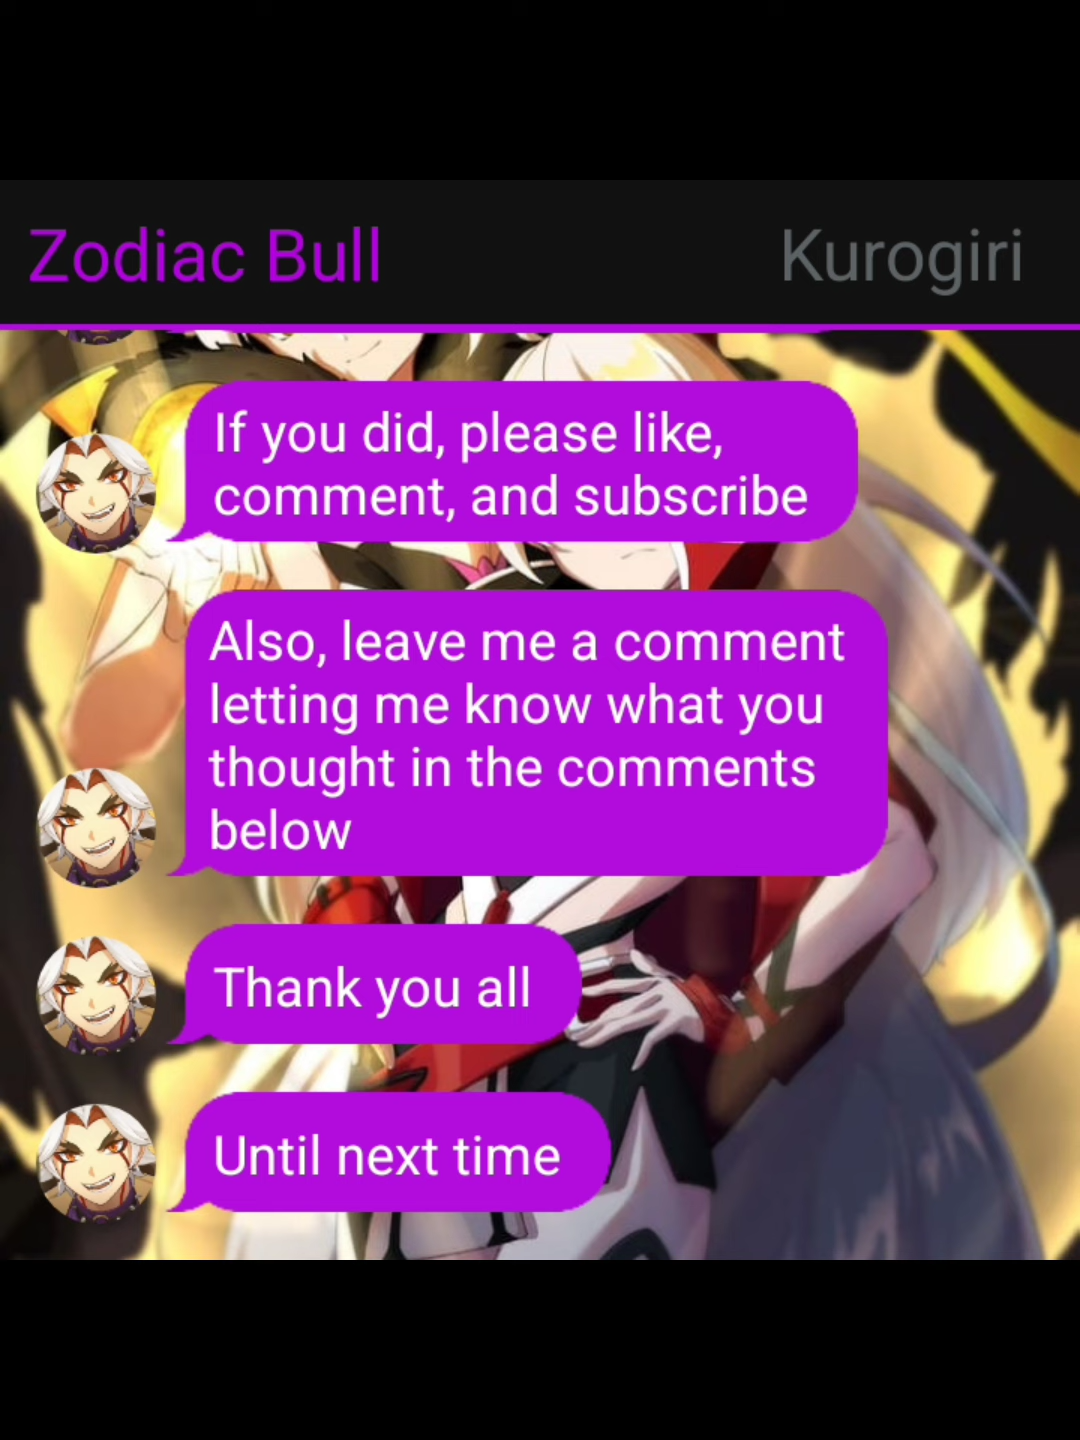 Zodiac Bull
Kurogiri
If you did, please like,
comment, and subscribe
Also, leave me a comment
letting me know what you
thought in the comments
below
Thank you all
Until next time